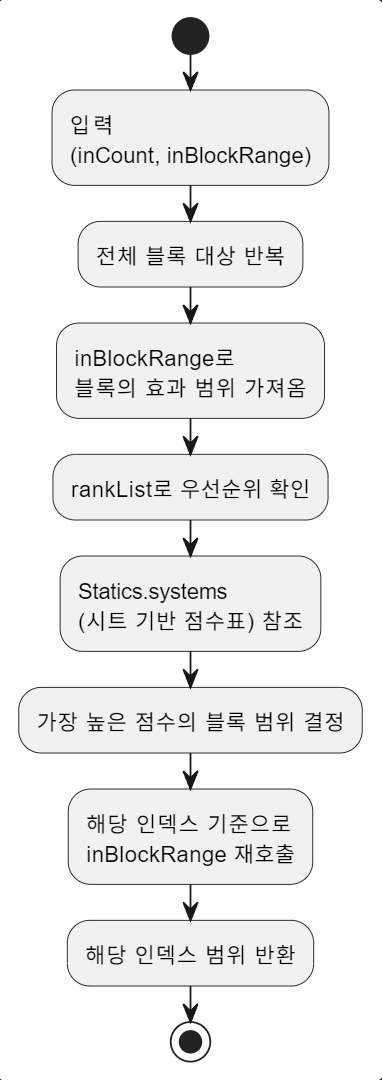 입력
(inCount, inBlockRange)
전체 블록 대상 반복
inBlockRange로
블록의 효과 범위 가져옴
rankList로 우선순위 확인
Statics.systems
(시트 기반 점수표) 참조
가장 높은 점수의 블록 범위 결정
해당 인덱스 기준으로
inBlockRange 재호출
해당 인덱스 범위 반환